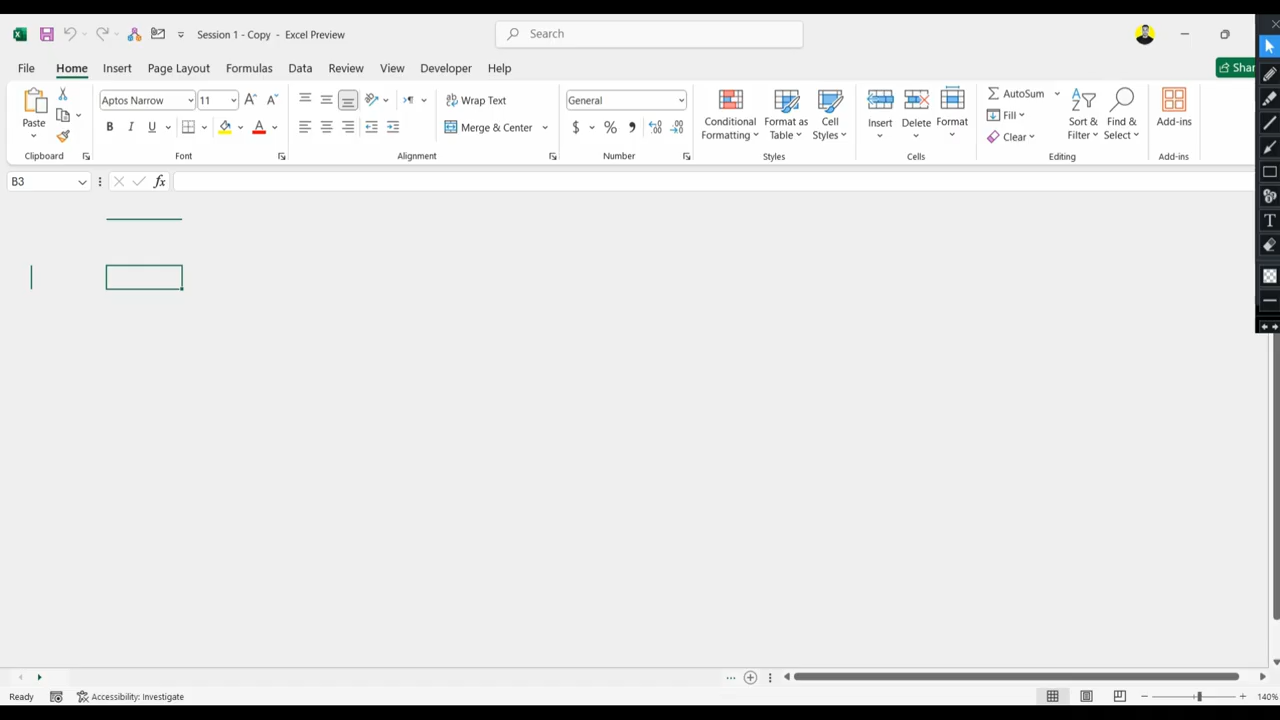 Session 1 - Copy - Excel Preview
Search
File Home Insert Page Layout Formulas Data Review View Developer Help
Shar
Paste
Clipboard
Aptos Narrow 11
B I U
Font
Wrap Text
Merge & Center
Alignment
General
$ % ,
Number
Conditional Formatting
Format as Table
Cell Styles
Styles
Insert Delete Format
Cells
AutoSum
Fill
Clear
Sort & Filter
Find & Select
Editing
Add-ins
Add-ins
B3
fx
Ready
Accessibility: Investigate
140%